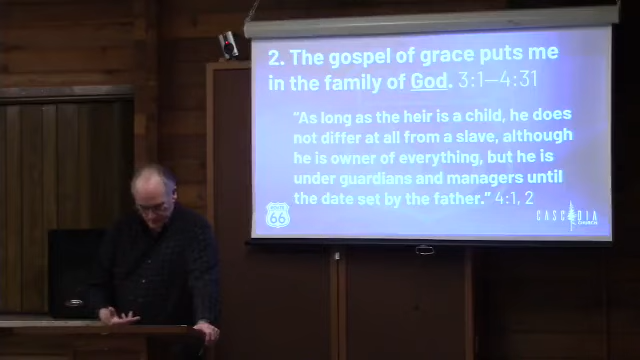 2. The gospel of grace puts me
in the family of God. 3:1–4:31
"As long as the heir is a child, he does
not differ at all from a slave, although
he is owner of everything, but he is
under guardians and managers until
the date set by the father." 4:1, 2
66
CASCADIA